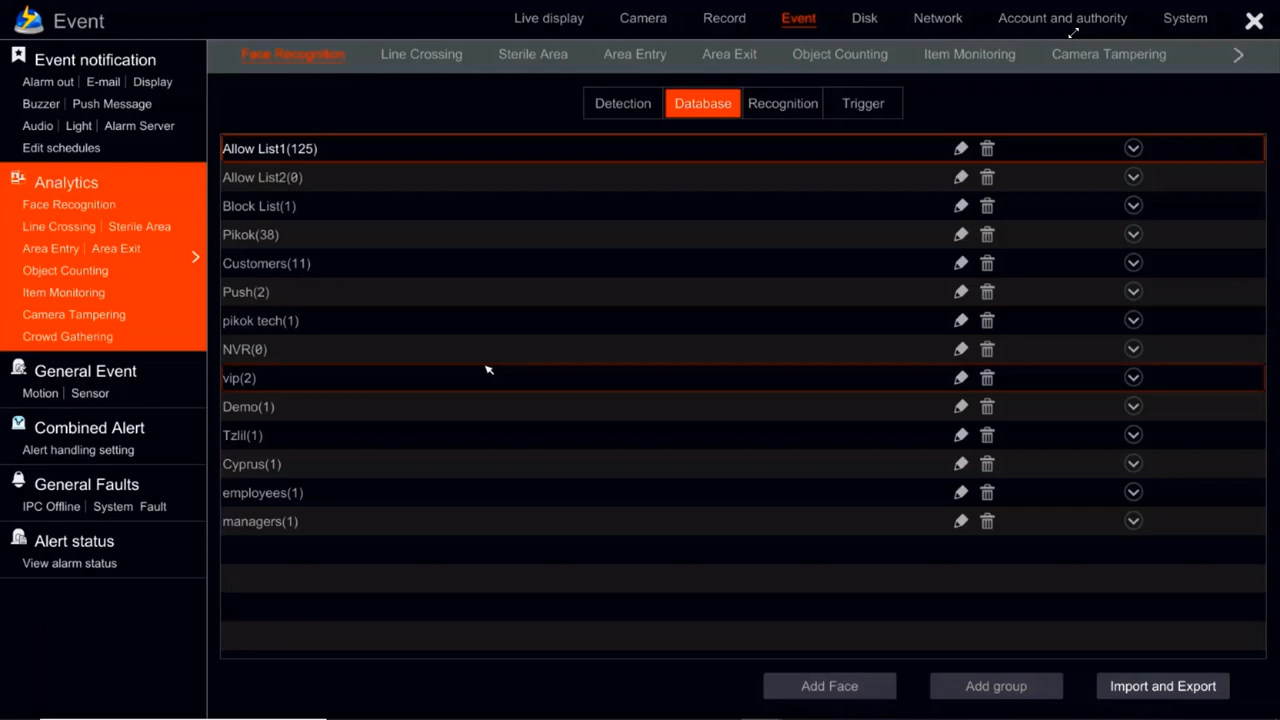 Event
Live display Camera Record Event Disk Network Account and authority System
Face Recognition Line Crossing Sterile Area Area Entry Area Exit Object Counting Item Monitoring Camera Tampering
Event notification
Alarm out | E-mail | Display
Buzzer | Push Message
Audio | Light | Alarm Server
Edit schedules
Analytics
Face Recognition
Line Crossing | Sterile Area
Area Entry | Area Exit
Object Counting
Item Monitoring
Camera Tampering
Crowd Gathering
General Event
Motion | Sensor
Combined Alert
Alert handling setting
General Faults
IPC Offline | System Fault
Alert status
View alarm status
Detection Database Recognition Trigger
Allow List1(125)
Allow List2(0)
Block List(1)
Pikok(38)
Customers(11)
Push(2)
pikok tech(1)
NVR(0)
vip(2)
Demo(1)
Tzlil(1)
Cyprus(1)
employees(1)
managers(1)
Add Face Add group Import and Export